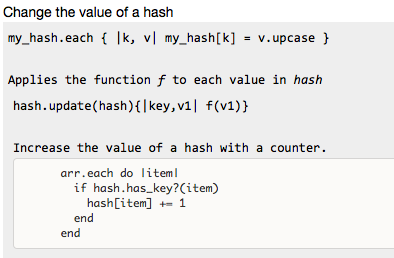 Change the value of a hash
my_hash.each { |k, v| my_hash[k] = v.upcase }
Applies the function f to each value in hash
hash.update(hash){|key,v1| f(v1)}
Increase the value of a hash with a counter.
arr.each do |item|
if hash.has_key?(item)
hash[item] += 1
end
end